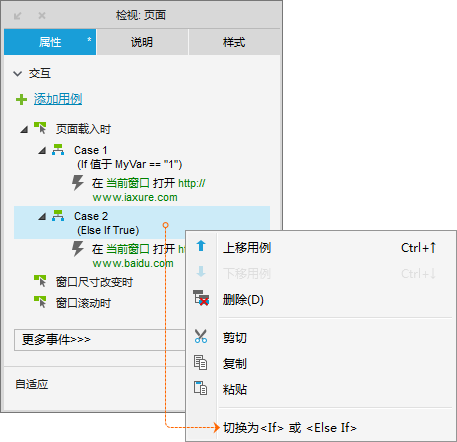 检视: 页面
属性 * 说明 样式
交互
添加用例
页面载入时
Case 1
(If 值于 MyVar == "1")
在 当前窗口 打开 http://
www.iaxure.com
Case 2
(Else If True)
在 当前窗口 打开 h
www.baidu.com
窗口尺寸改变时
窗口滚动时
更多事件>>>
自适应
上移用例 Ctrl+↑
下移用例 Ctrl+↓
删除(D)
剪切
复制
粘贴
切换为<If> 或 <Else If>